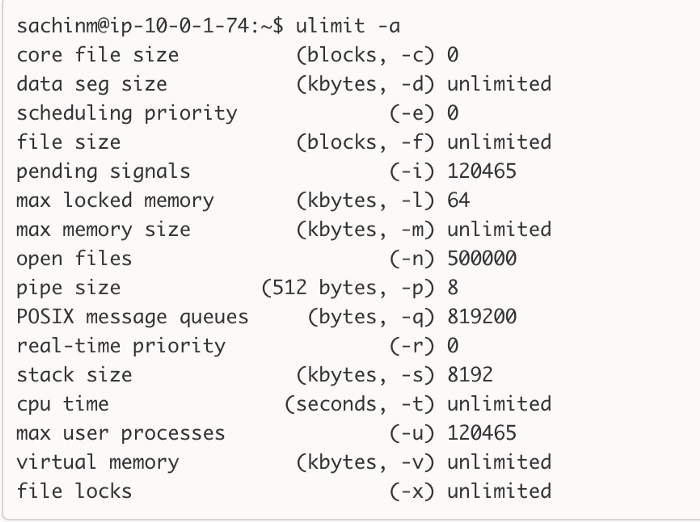 sachinm@ip-10-0-1-74:~$ ulimit -a
core file size          (blocks, -c) 0
data seg size           (kbytes, -d) unlimited
scheduling priority             (-e) 0
file size               (blocks, -f) unlimited
pending signals                 (-i) 120465
max locked memory       (kbytes, -l) 64
max memory size         (kbytes, -m) unlimited
open files                      (-n) 500000
pipe size            (512 bytes, -p) 8
POSIX message queues     (bytes, -q) 819200
real-time priority              (-r) 0
stack size              (kbytes, -s) 8192
cpu time               (seconds, -t) unlimited
max user processes              (-u) 120465
virtual memory          (kbytes, -v) unlimited
file locks                      (-x) unlimited